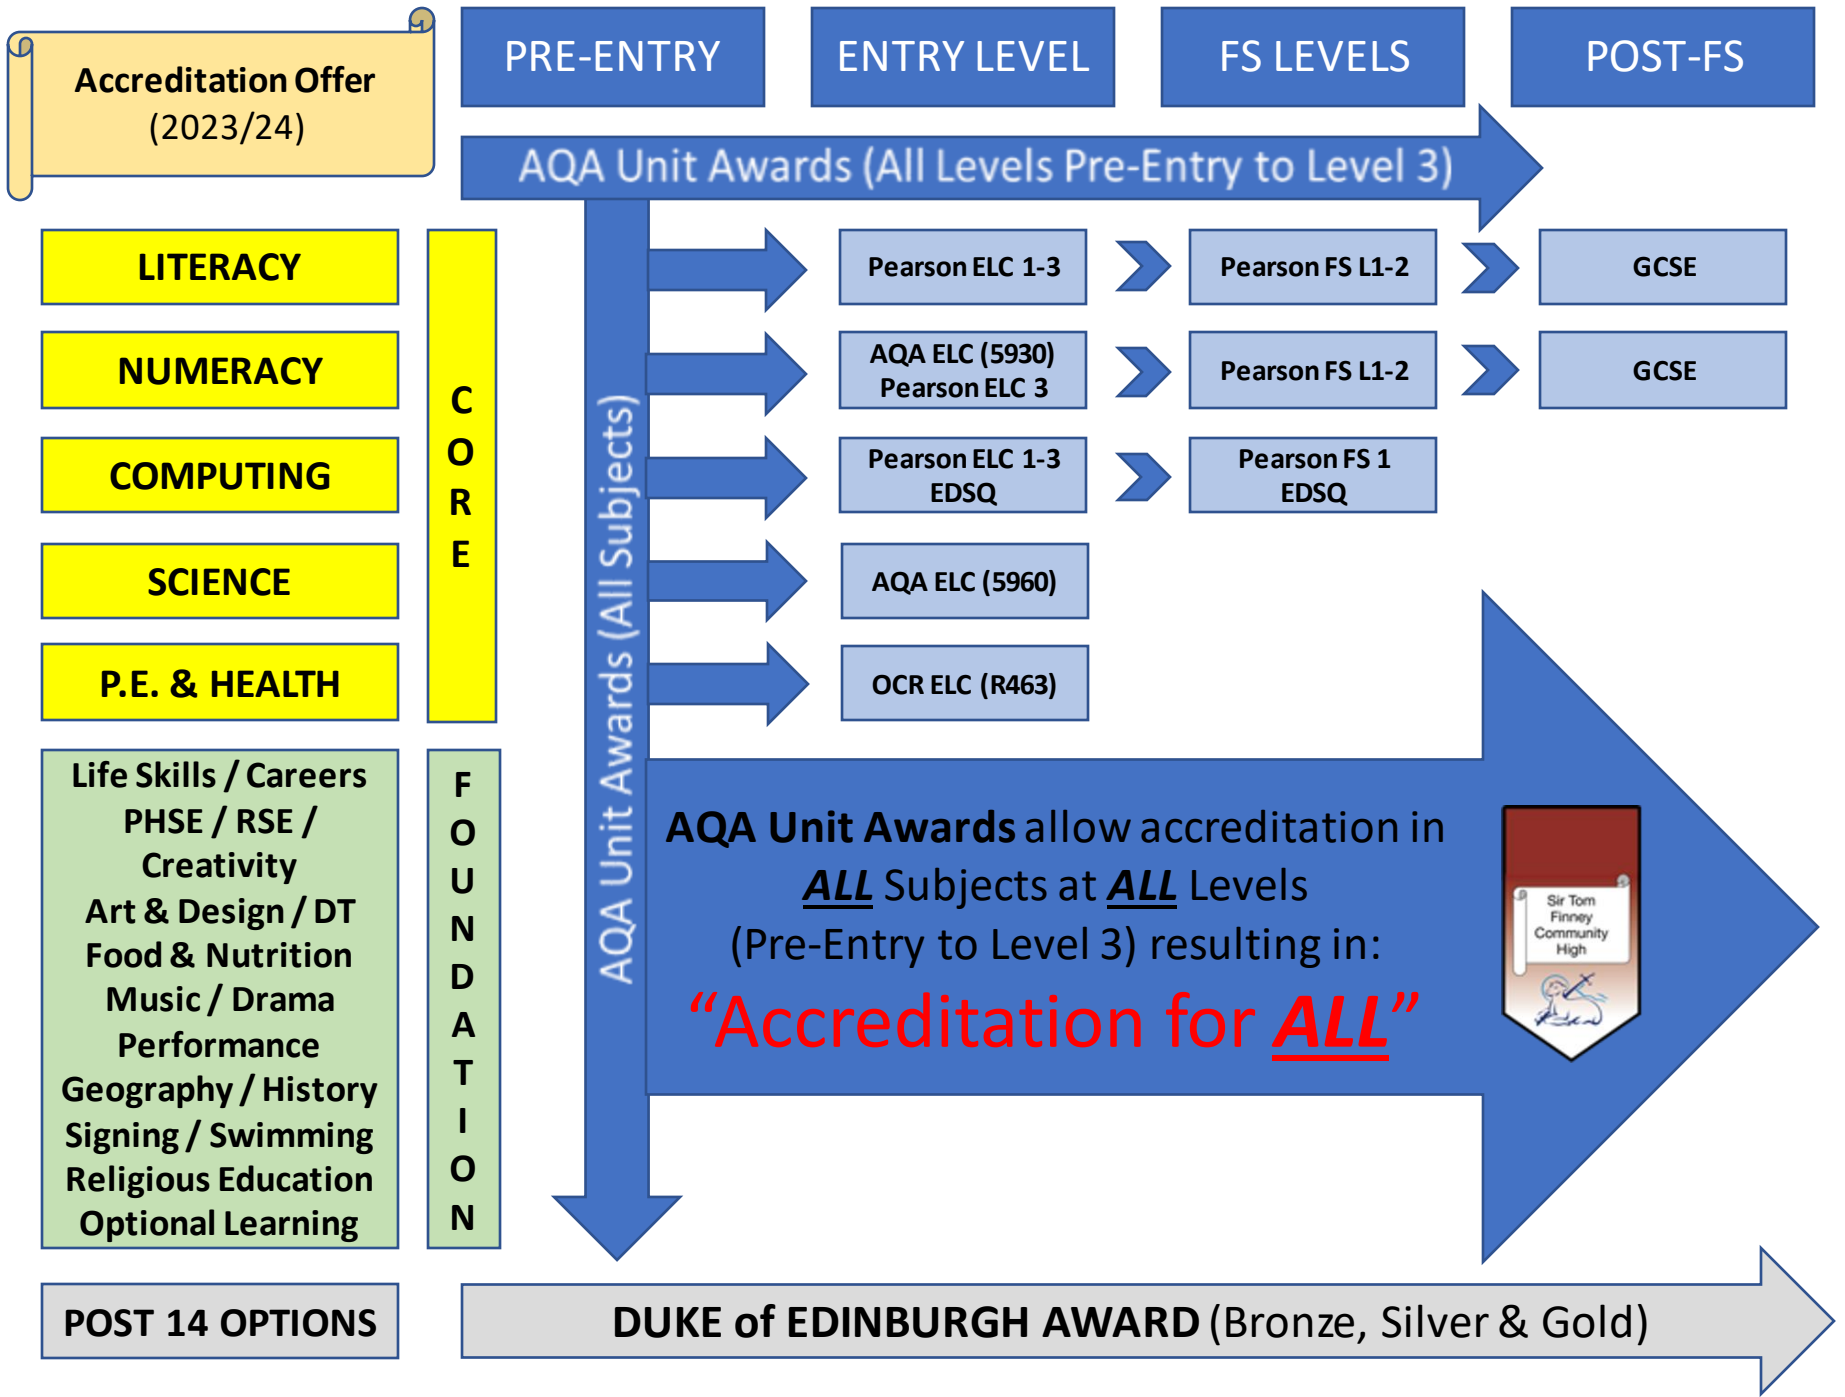 Accreditation Offer
(2023/24)
PRE-ENTRY
ENTRY LEVEL
FS LEVELS
POST-FS
AQA Unit Awards (All Levels Pre-Entry to Level 3)
AQA Unit Awards (All Subjects)
CORE
LITERACY
Pearson ELC 1-3
Pearson FS L1-2
GCSE
NUMERACY
AQA ELC (5930)
Pearson ELC 3
Pearson FS L1-2
GCSE
COMPUTING
Pearson ELC 1-3
EDSQ
Pearson FS 1
EDSQ
SCIENCE
AQA ELC (5960)
P.E. & HEALTH
OCR ELC (R463)
Life Skills / Careers
PHSE / RSE /
Creativity
Art & Design / DT
Food & Nutrition
Music / Drama
Performance
Geography / History
Signing / Swimming
Religious Education
Optional Learning
FOUNDATION
AQA Unit Awards allow accreditation in
ALL Subjects at ALL Levels
(Pre-Entry to Level 3) resulting in:
“Accreditation for ALL”
Sir Tom
Finney
Community
High
POST 14 OPTIONS
DUKE of EDINBURGH AWARD (Bronze, Silver & Gold)